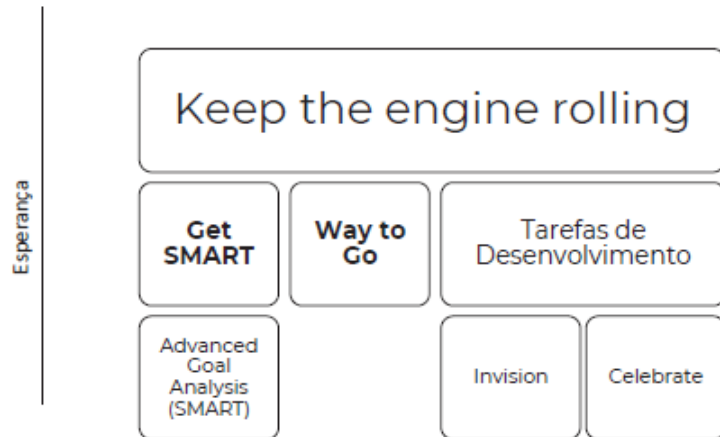 Esperança
Keep the engine rolling
Get
SMART
Way to
Go
Tarefas de
Desenvolvimento
Advanced
Goal
Analysis
(SMART)
Invision
Celebrate